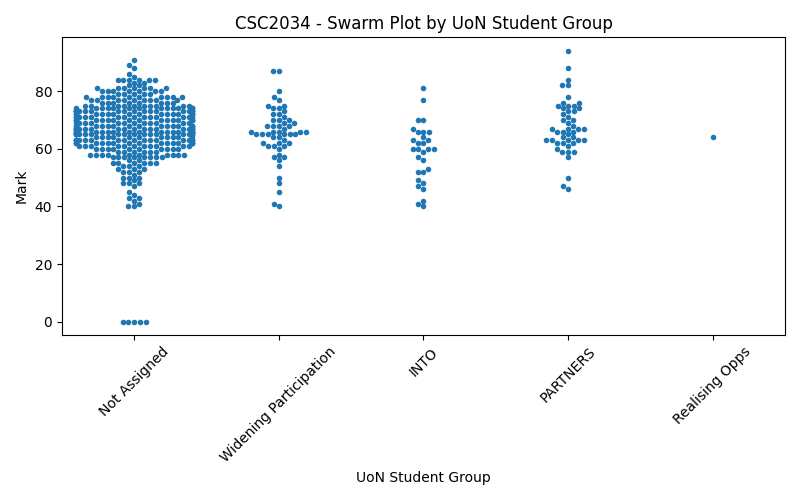 CSC2034 - Swarm Plot by UoN Student Group
Mark
80
60
40
20
0
Not Assigned
Widening Participation
INTO
PARTNERS
Realising Opps
UoN Student Group